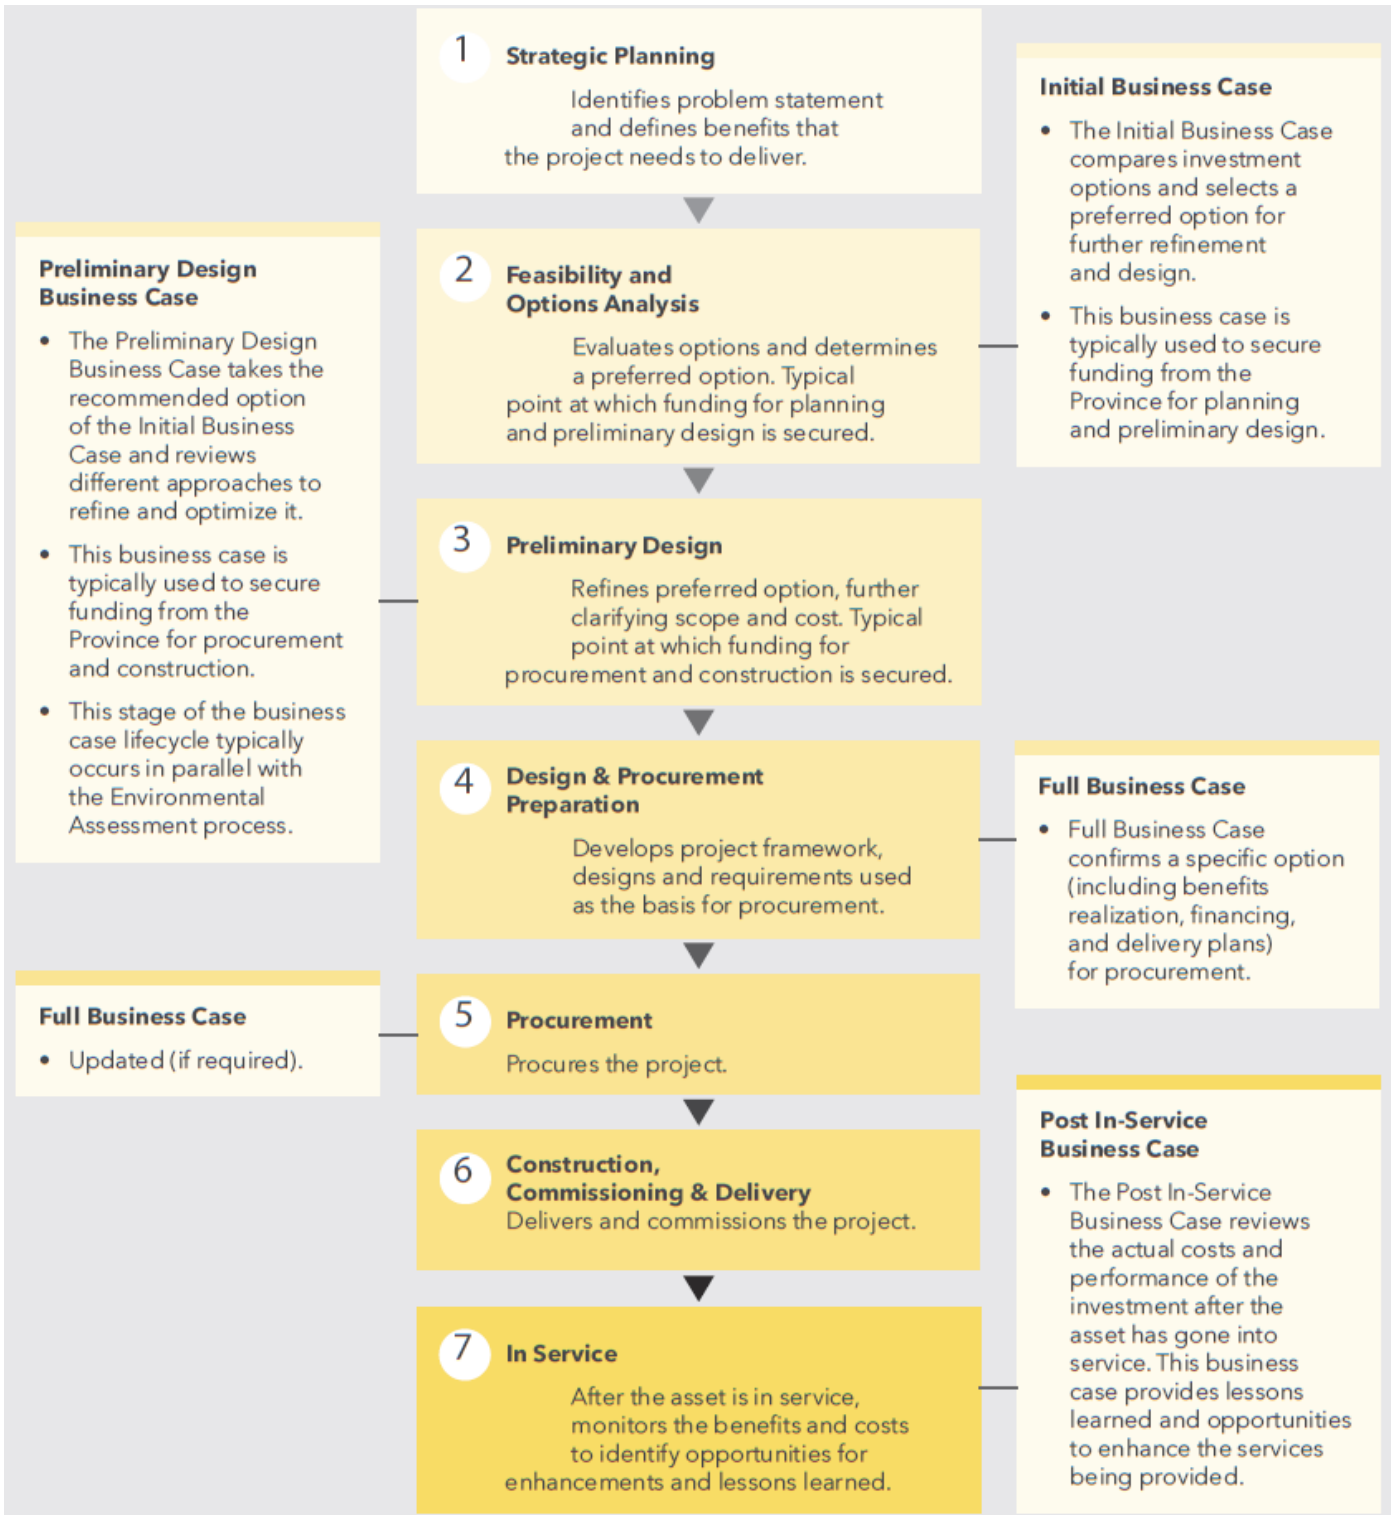 1
Strategic Planning
Identifies problem statement
and defines benefits that
the project needs to deliver.
Initial Business Case
• The Initial Business Case
compares investment
options and selects a
preferred option for
further refinement
and design.
• This business case is
typically used to secure
funding from the
Province for planning
and preliminary design.
2
Feasibility and
Options Analysis
Evaluates options and determines
a preferred option. Typical
point at which funding for planning
and preliminary design is secured.
Preliminary Design
Business Case
• The Preliminary Design
Business Case takes the
recommended option
of the Initial Business
Case and reviews
different approaches to
refine and optimize it.
• This business case is
typically used to secure
funding from the
Province for procurement
and construction.
• This stage of the business
case lifecycle typically
occurs in parallel with
the Environmental
Assessment process.
3
Preliminary Design
Refines preferred option, further
clarifying scope and cost. Typical
point at which funding for
procurement and construction is secured.
4
Design & Procurement
Preparation
Develops project framework,
designs and requirements used
as the basis for procurement.
Full Business Case
• Full Business Case
confirms a specific option
(including benefits
realization, financing,
and delivery plans)
for procurement.
Full Business Case
• Updated (if required).
5
Procurement
Procures the project.
6
Construction,
Commissioning & Delivery
Delivers and commissions the project.
7
In Service
After the asset is in service,
monitors the benefits and costs
to identify opportunities for
enhancements and lessons learned.
Post In-Service
Business Case
• The Post In-Service
Business Case reviews
the actual costs and
performance of the
investment after the
asset has gone into
service. This business
case provides lessons
learned and opportunities
to enhance the services
being provided.